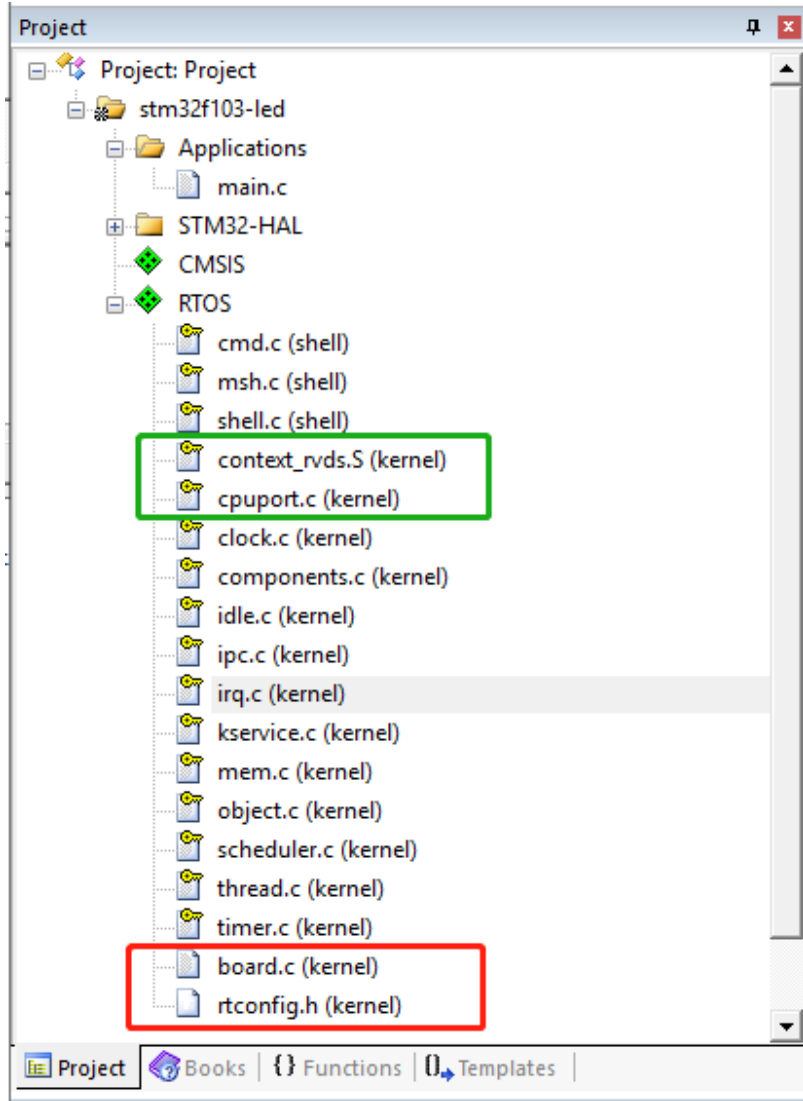 Project
Project: Project
stm32f103-led
Applications
main.c
STM32-HAL
CMSIS
RTOS
cmd.c (shell)
msh.c (shell)
shell.c (shell)
context_rvds.S (kernel)
cpuport.c (kernel)
clock.c (kernel)
components.c (kernel)
idle.c (kernel)
ipc.c (kernel)
irq.c (kernel)
kservice.c (kernel)
mem.c (kernel)
object.c (kernel)
scheduler.c (kernel)
thread.c (kernel)
timer.c (kernel)
board.c (kernel)
rtconfig.h (kernel)
Project Books {} Functions 0 Templates